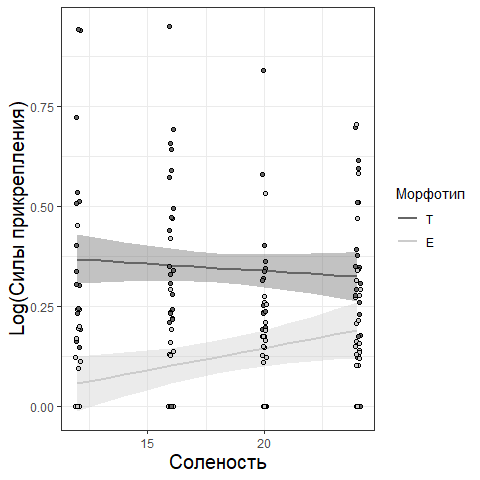 Log(Силы прикрепления)
0.75
0.50
0.25
0.00
15
20
Соленость
Морфотип
T
E